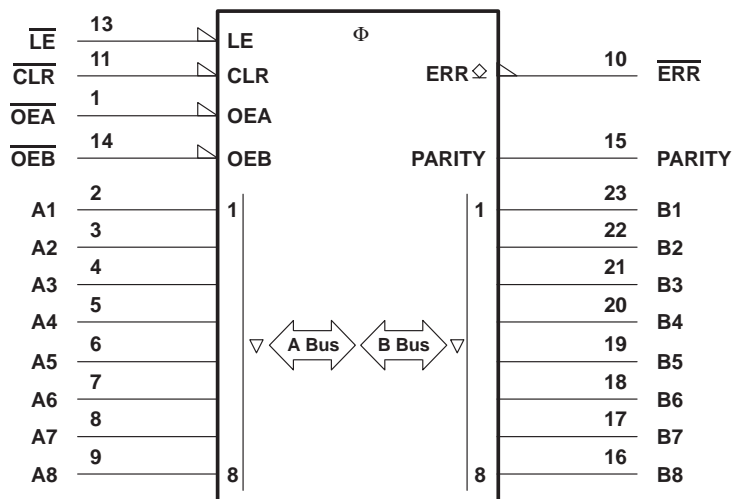 13 LE LE Φ
11 CLR CLR ERR 10 ERR
1 OEA OEA
14 OEB OEB PARITY 15 PARITY
A1 2 1 1 23 B1
A2 3 22 B2
A3 4 21 B3
A4 5 20 B4
A5 6 A Bus B Bus 19 B5
A6 7 18 B6
A7 8 17 B7
A8 9 8 8 16 B8